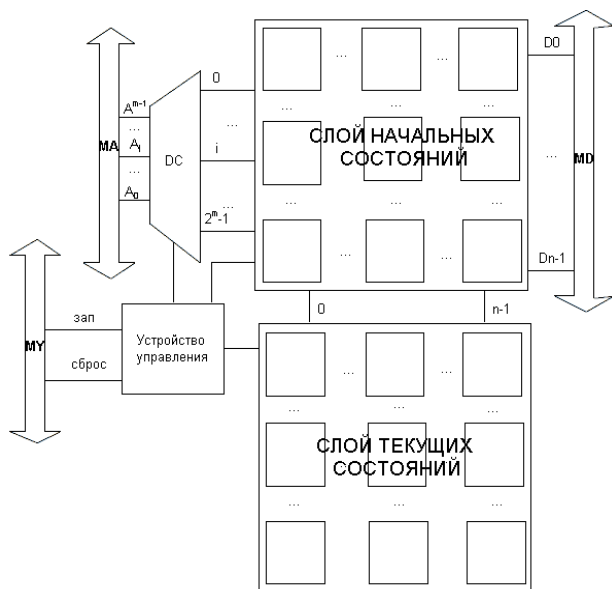 ... ... D0
0
A^m-1 ... ...
... ... СЛОЙ НАЧАЛЬНЫХ
MA A_i DC i СОСТОЯНИЙ MD
... ... ...
A_0 2^m-1 ... ...
... ... Dn-1
0 n-1
зап
MY Устройство
управления
сброс
... ...
... ...
СЛОЙ ТЕКУЩИХ
... СОСТОЯНИЙ ...
... ...
... ...